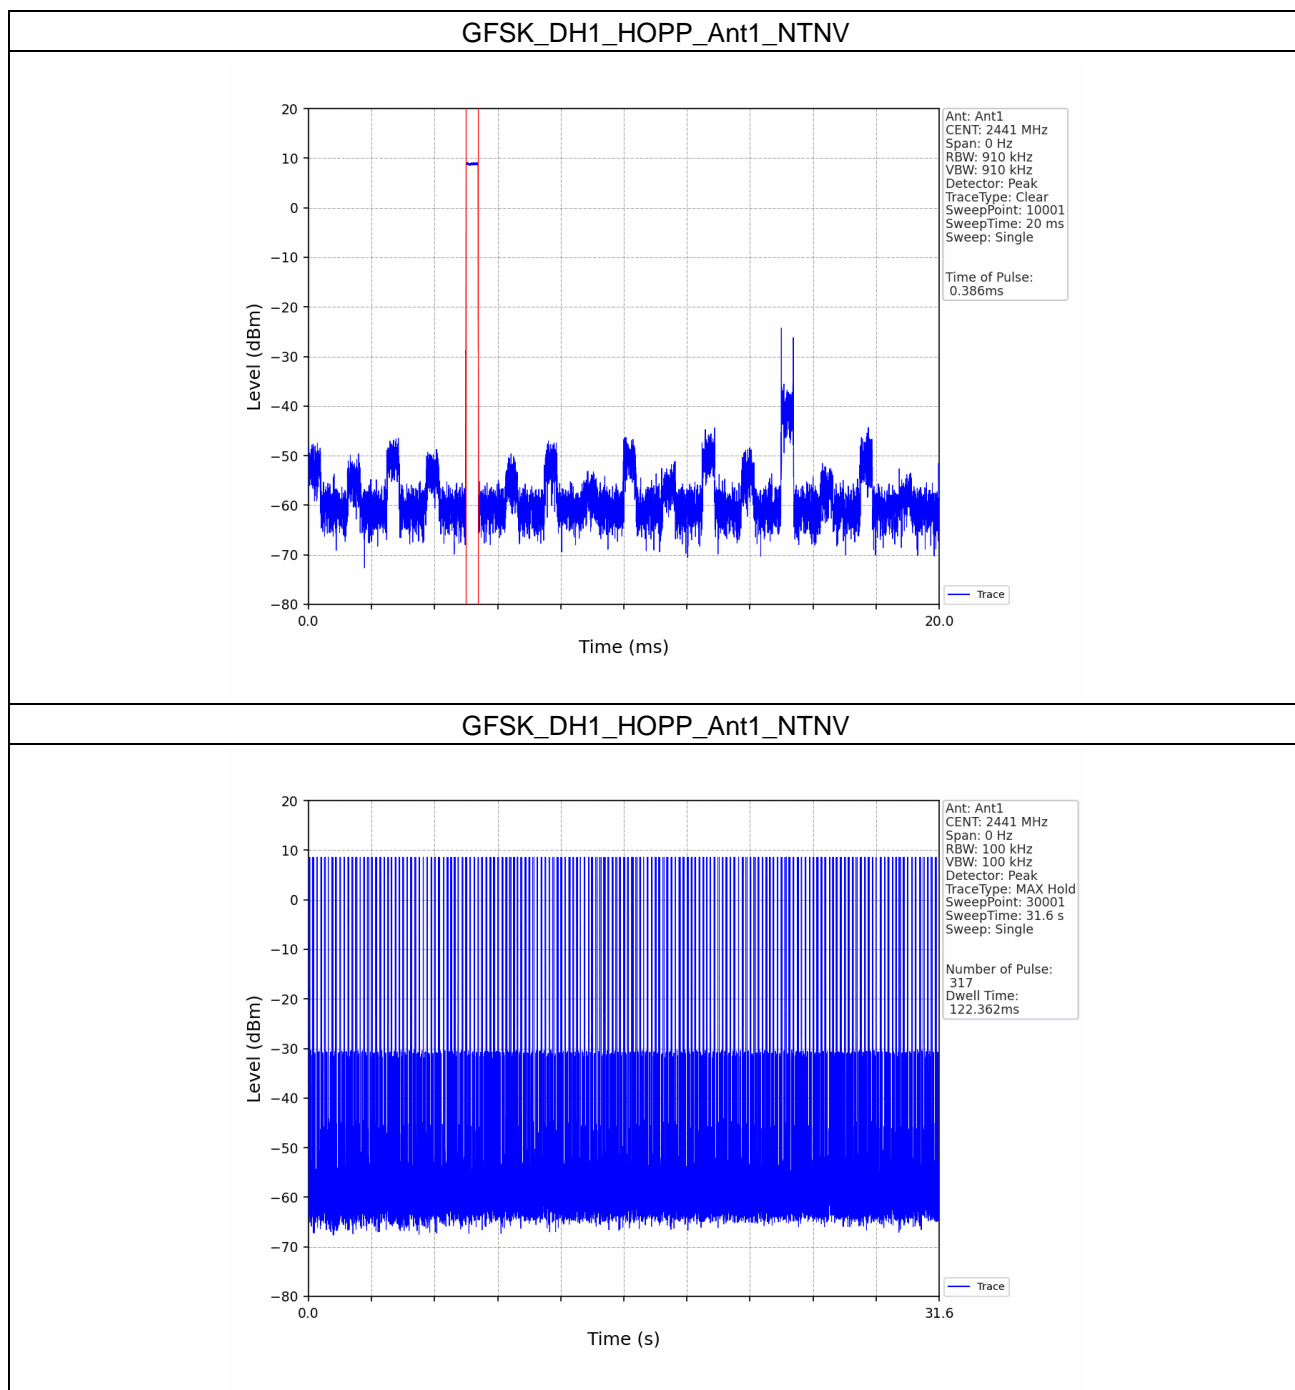 GFSK_DH1_HOPP_Ant1_NTNV
20
10
0
−10
−20
−30
−40
−50
−60
−70
−80
Level (dBm)
0.0
20.0
Time (ms)
Ant: Ant1
CENT: 2441 MHz
Span: 0 Hz
RBW: 910 kHz
VBW: 910 kHz
Detector: Peak
TraceType: Clear
SweepPoint: 10001
SweepTime: 20 ms
Sweep: Single
Time of Pulse:
0.386ms
Trace
GFSK_DH1_HOPP_Ant1_NTNV
20
10
0
−10
−20
−30
−40
−50
−60
−70
−80
Level (dBm)
0.0
31.6
Time (s)
Ant: Ant1
CENT: 2441 MHz
Span: 0 Hz
RBW: 100 kHz
VBW: 100 kHz
Detector: Peak
TraceType: MAX Hold
SweepPoint: 30001
SweepTime: 31.6 s
Sweep: Single
Number of Pulse:
317
Dwell Time:
122.362ms
Trace